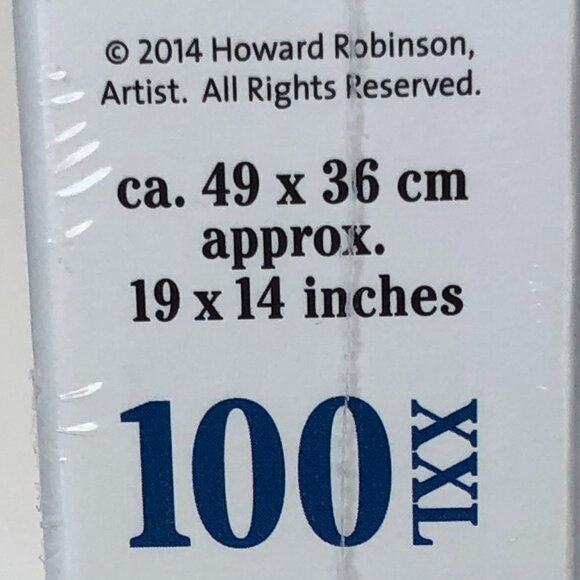 © 2014 Howard Robinson,
Artist. All Rights Reserved.
ca. 49 x 36 cm
approx.
19 x 14 inches
100 XXL